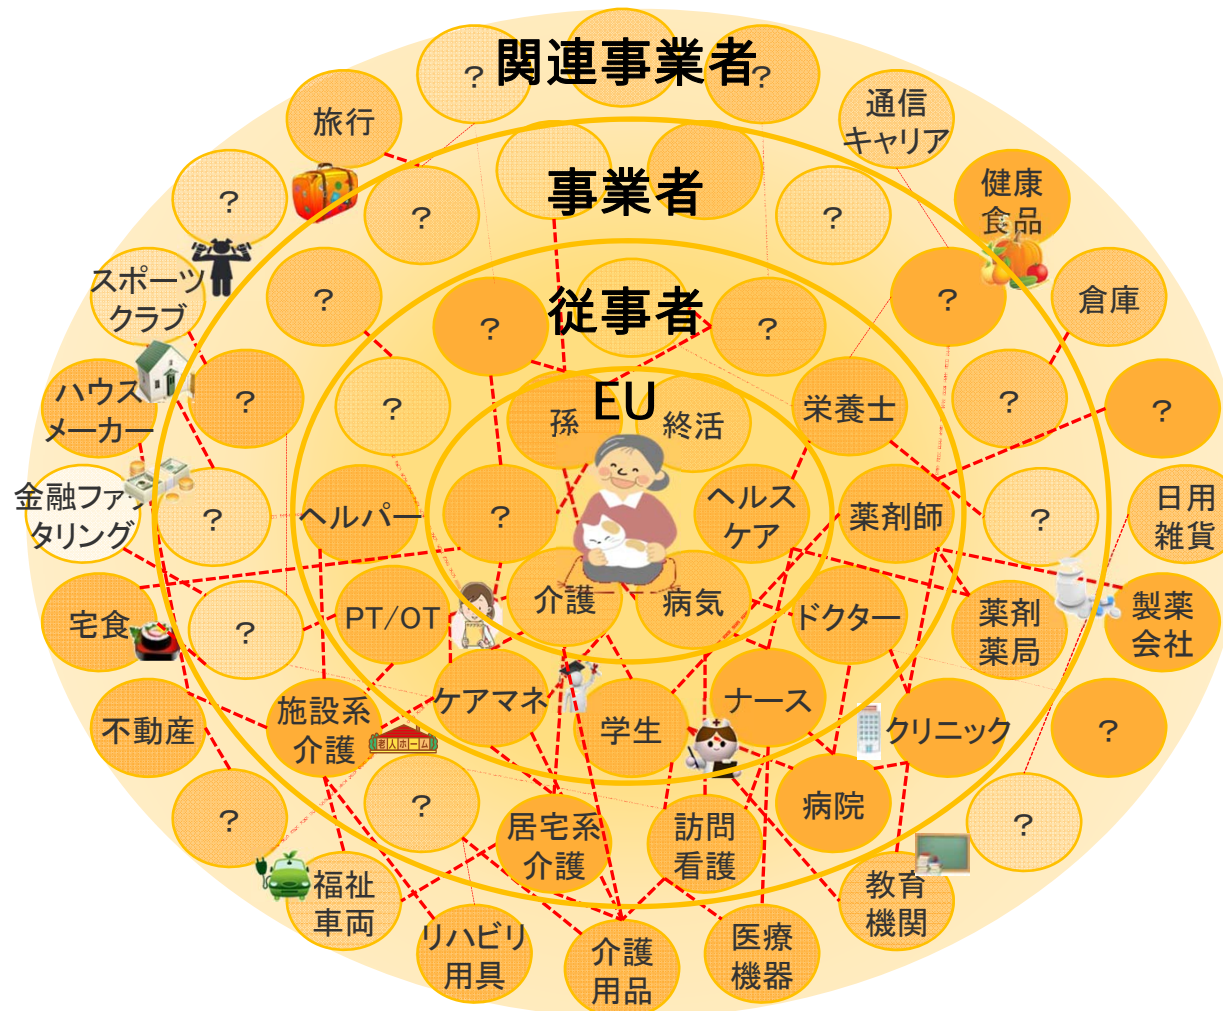 関連事業者
?
?
旅行
通信
キャリア
事業者
?
健康
食品
?
?
スポーツ
クラブ
?
従事者
?
倉庫
?
?
?
ハウス
メーカー
?
?
EU
孫
終活
栄養士
?
?
金融ファク
タリング
?
ヘルパー
?
ヘルス
ケア
薬剤師
?
日用
雑貨
宅食
?
PT/OT
介護
病気
ドクター
薬剤
薬局
製薬
会社
不動産
施設系
介護
老人ホーム
ケアマネ
学生
ナース
クリニック
?
?
?
居宅系
介護
訪問
看護
病院
?
福祉
車両
リハビリ
用具
介護
用品
医療
機器
教育
機関